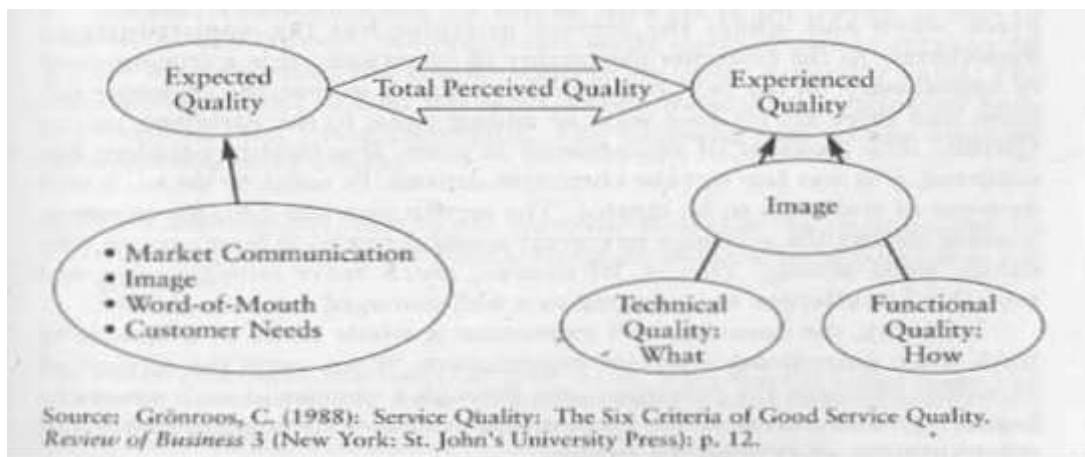 Expected
Quality
Total Perceived Quality
Experienced
Quality
Image
• Market Communication
• Image
• Word-of-Mouth
• Customer Needs
Technical
Quality:
What
Functional
Quality:
How
Source: Grönroos, C. (1988): Service Quality: The Six Criteria of Good Service Quality.
Review of Business 3 (New York: St. John's University Press): p. 12.